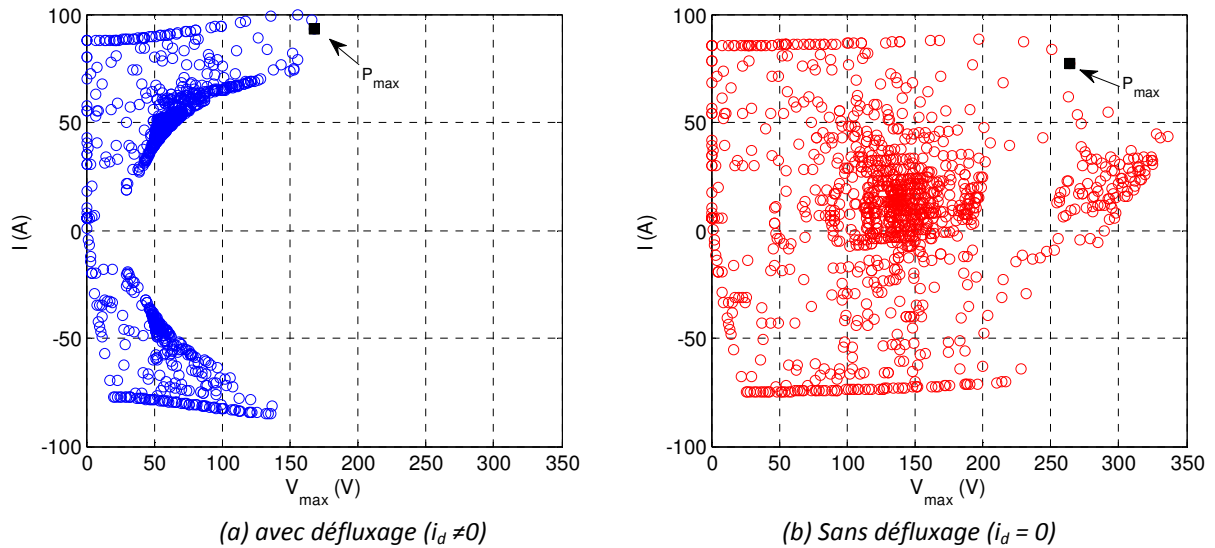 100
50
0
-50
-100
I (A)
0 50 100 150 200 250 300 350
V_max (V)
P_max
(a) avec défluxage (i_d ≠0)
100
50
0
-50
-100
I (A)
0 50 100 150 200 250 300 350
V_max (V)
P_max
(b) Sans défluxage (i_d = 0)